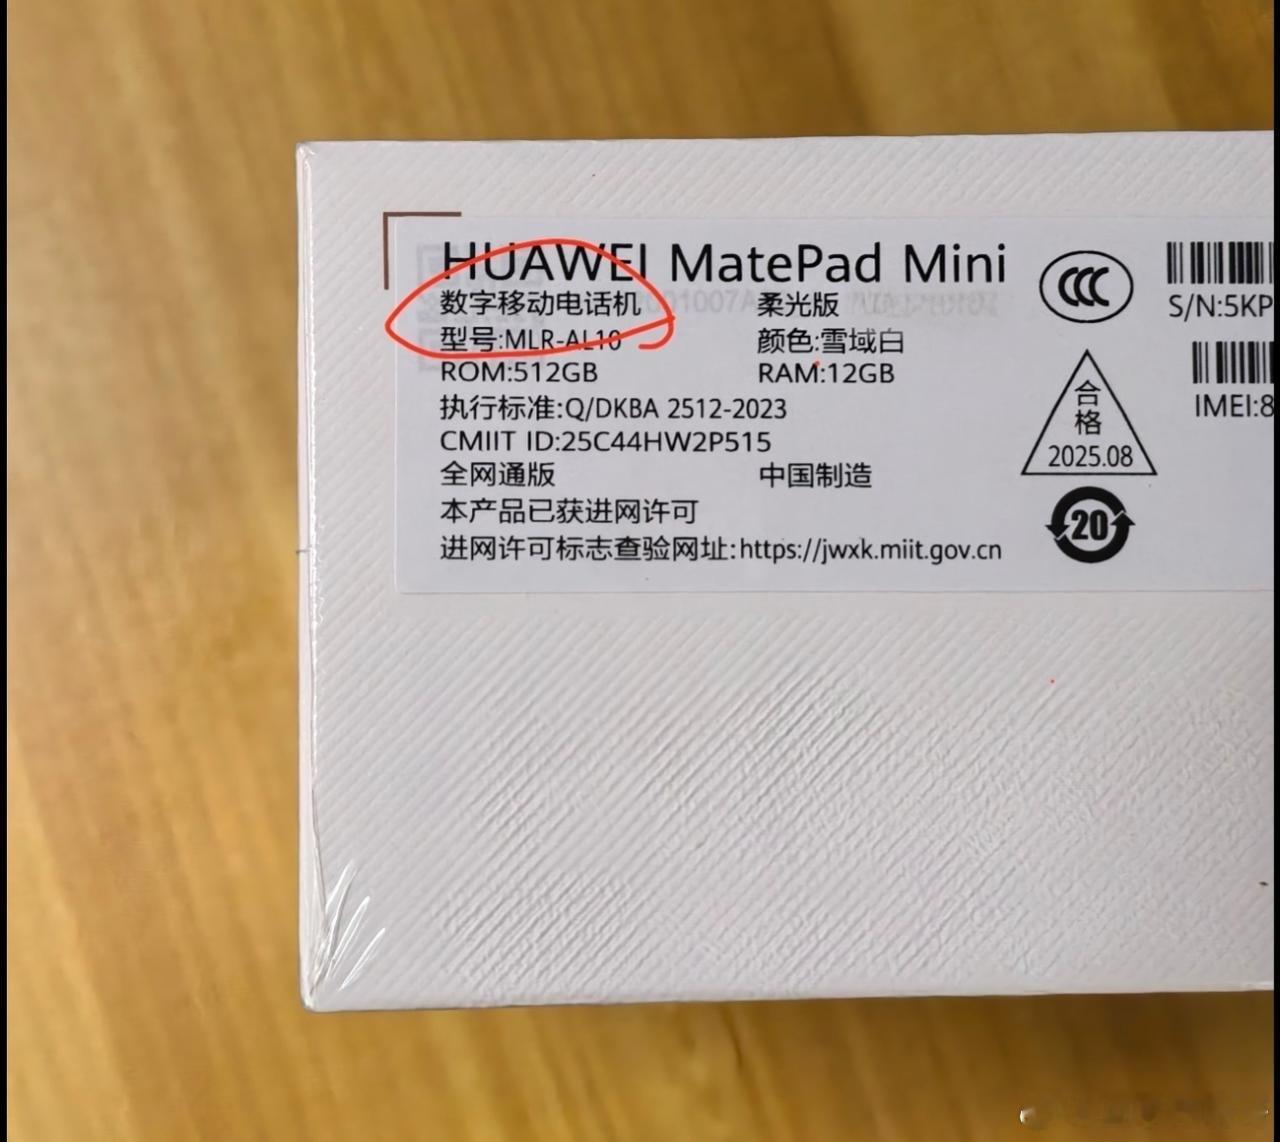 HUAWEI MatePad Mini
数字移动电话机 柔光版
型号:MLR-AL10 颜色:雪域白
ROM:512GB RAM:12GB
执行标准:Q/DKBA 2512-2023
CMIIT ID:25C44HW2P515
全网通版 中国制造
本产品已获进网许可
进网许可标志查验网址:https://jwxk.miit.gov.cn
CCC
合格
2025.08
20
S/N:5KP
IMEI:8